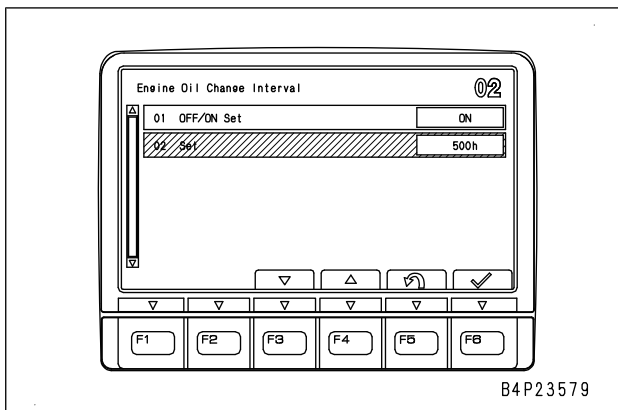 Engine Oil Change Interval
02
01 OFF/ON Set
ON
02 Set
500h
F1
F2
F3
F4
F5
F6
B4P23579